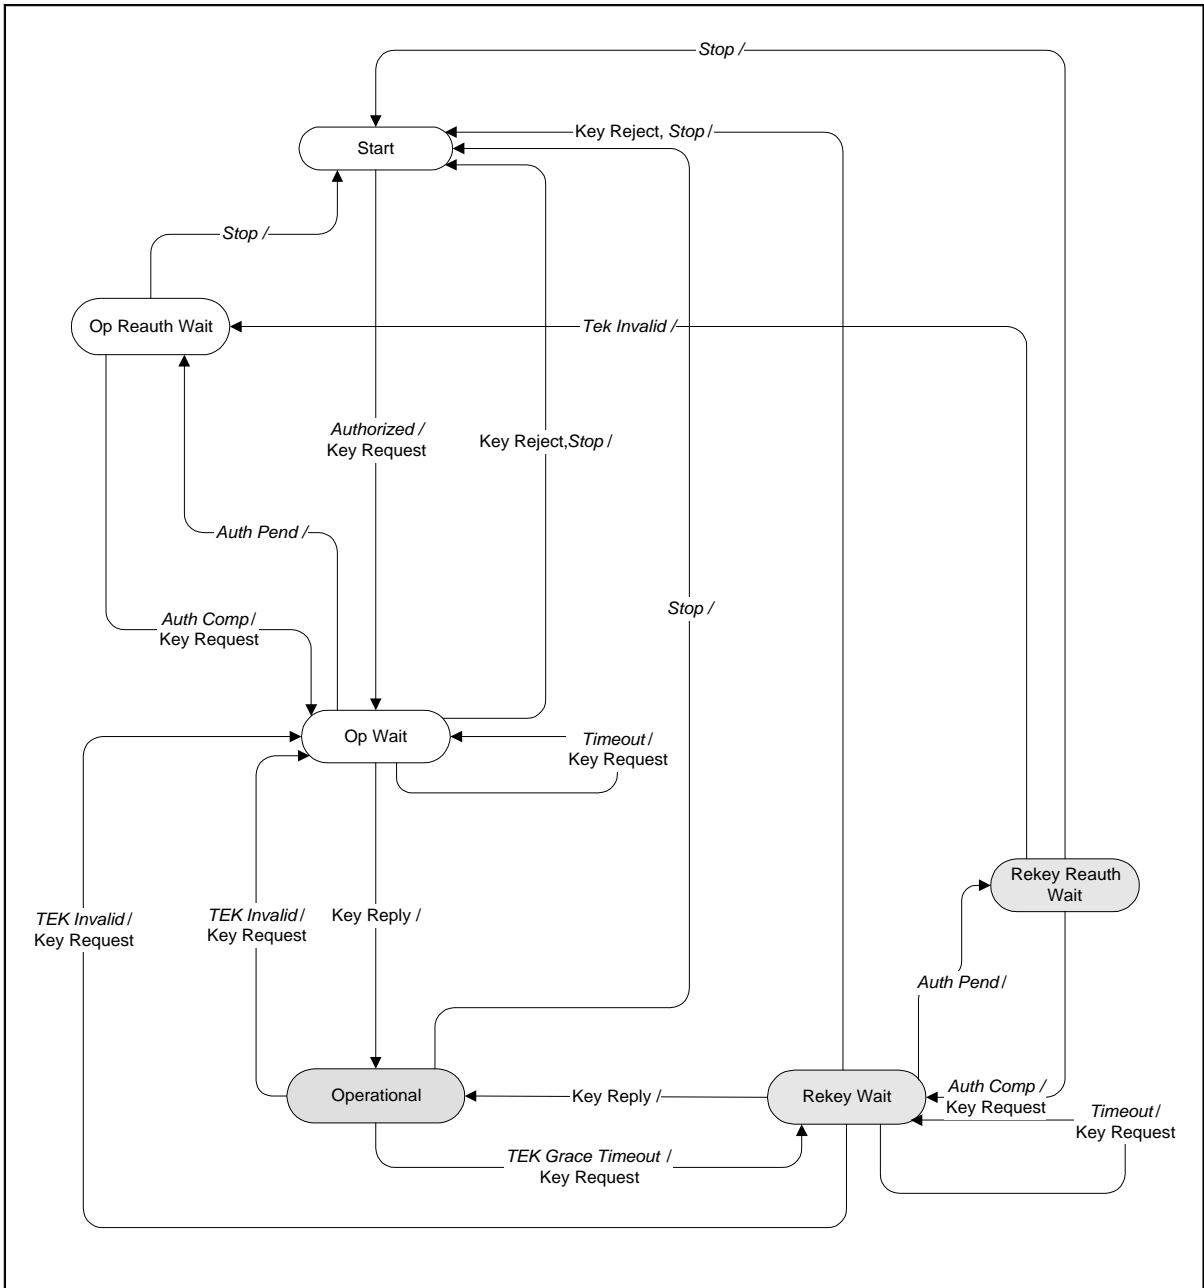 Stop /
Key Reject, Stop /
Start
Stop /
Op Reauth Wait
Tek Invalid /
Authorized /
Key Request
Key Reject,Stop /
Auth Pend /
Stop /
Auth Comp /
Key Request
Op Wait
Timeout /
Key Request
Rekey Reauth
Wait
TEK Invalid /
Key Request
TEK Invalid /
Key Request
Key Reply /
Auth Pend /
Operational
Key Reply /
Rekey Wait
Auth Comp /
Key Request
Timeout /
Key Request
TEK Grace Timeout /
Key Request